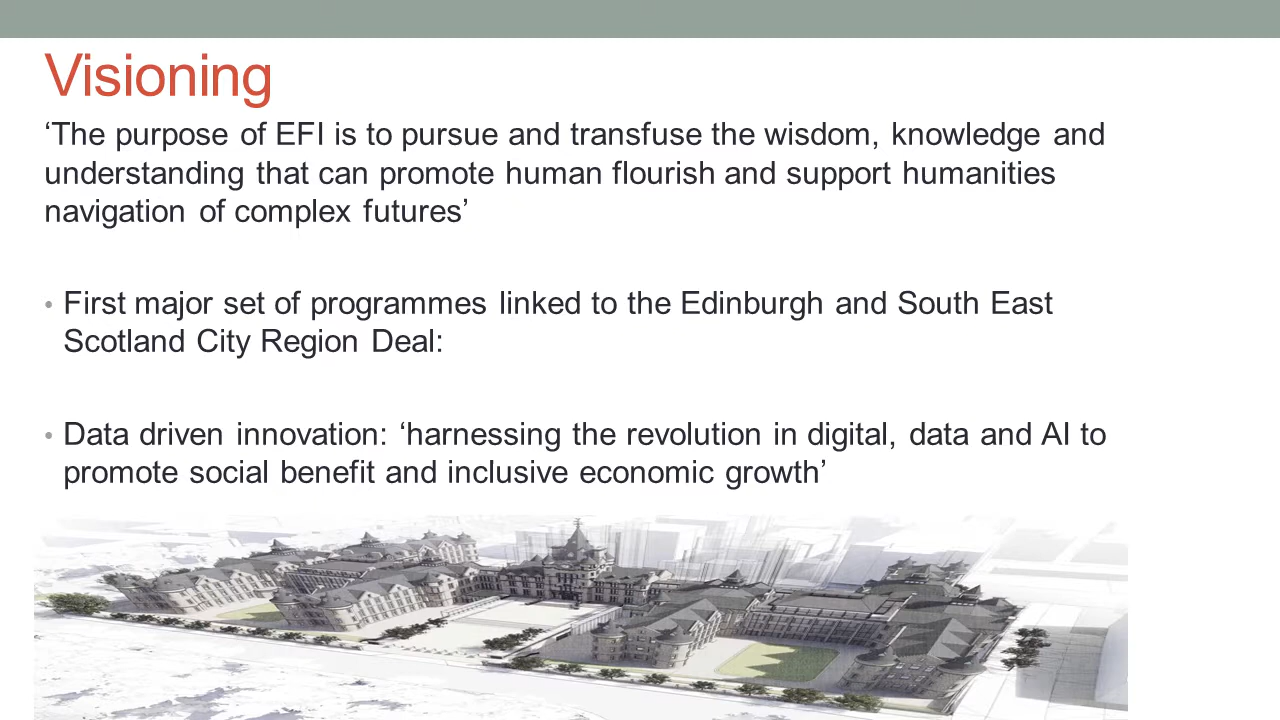 Visioning
‘The purpose of EFI is to pursue and transfuse the wisdom, knowledge and
understanding that can promote human flourish and support humanities
navigation of complex futures’
• First major set of programmes linked to the Edinburgh and South East
Scotland City Region Deal:
• Data driven innovation: ‘harnessing the revolution in digital, data and AI to
promote social benefit and inclusive economic growth’